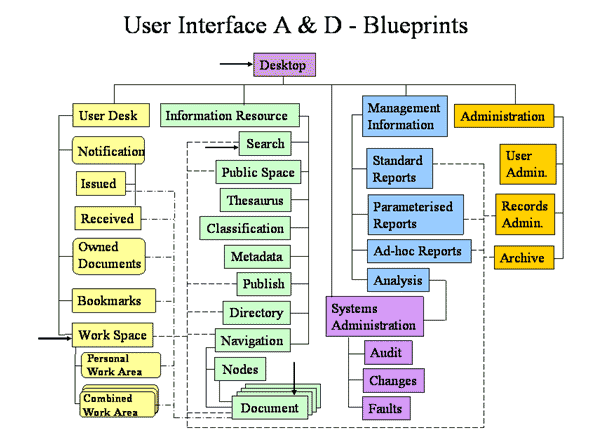 User Interface A & D - Blueprints
Desktop
User Desk
Notification
Issued
Received
Owned
Documents
Bookmarks
Work Space
Personal
Work Area
Combined
Work Area
Information Resource
Search
Public Space
Thesaurus
Classification
Metadata
Publish
Directory
Navigation
Nodes
Document
Management
Information
Standard
Reports
Parameterised
Reports
Ad-hoc Reports
Analysis
Systems
Administration
Audit
Changes
Faults
Administration
User
Admin.
Records
Admin.
Archive